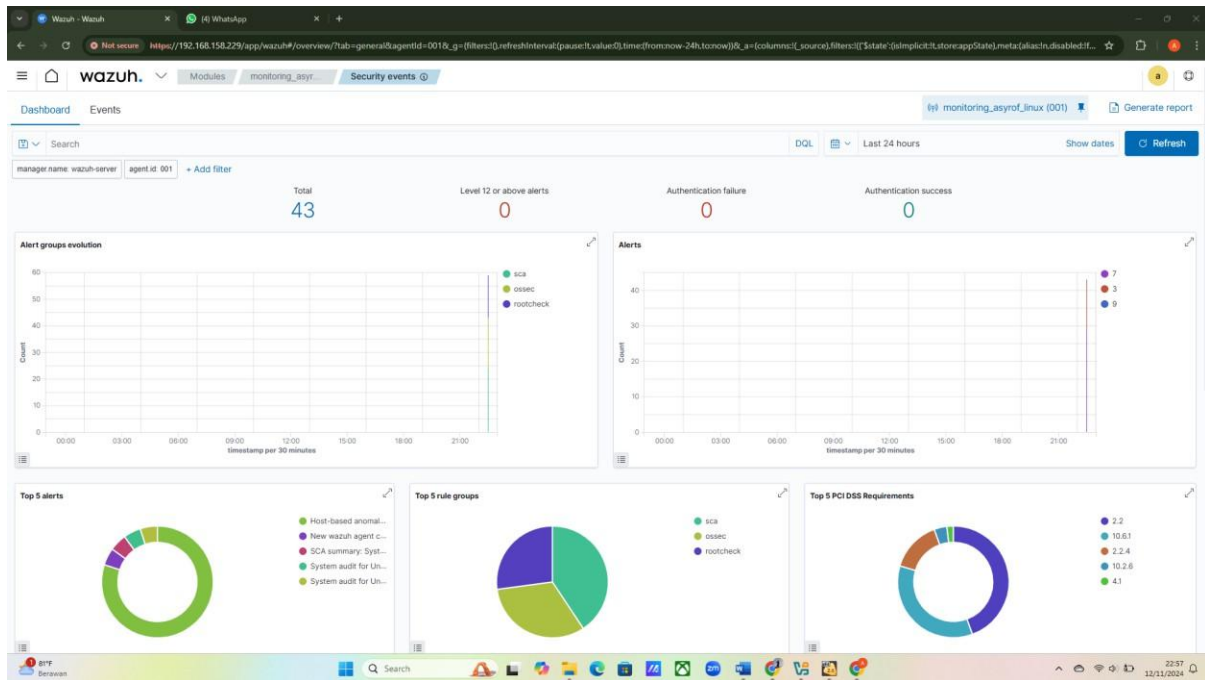 Wazuh - Wazuh
(4) WhatsApp
Not secure https://192.168.158.229/app/wazuh#/overview/?tab=general&agentId=001&_g=(filters:!(),refreshInterval:(pause:!t,value:0),time:(from:now-24h,to:now))&_a=(columns:!(_source),filters:!(('$state':(isImplicit:!t,store:appState),meta:(alias:!n,disabled:!f...
wazuh. Modules monitoring_asyr... Security events a
Dashboard Events monitoring_asyrof_linux (001) Generate report
Search DQL Last 24 hours Show dates Refresh
manager.name: wazuh-server agent.id: 001 + Add filter
Total Level 12 or above alerts Authentication failure Authentication success
43 0 0 0
Alert groups evolution
60
50
40
30
20
10
0
Count
00:00 03:00 06:00 09:00 12:00 15:00 18:00 21:00
timestamp per 30 minutes
sca
ossec
rootcheck
Alerts
40
30
20
10
0
Count
00:00 03:00 06:00 09:00 12:00 15:00 18:00 21:00
timestamp per 30 minutes
7
3
9
Top 5 alerts
Host-based anomal...
New wazuh agent c...
SCA summary: Syst...
System audit for Un...
System audit for Un...
Top 5 rule groups
sca
ossec
rootcheck
Top 5 PCI DSS Requirements
2.2
10.6.1
2.2.4
10.2.6
4.1
81°F
Berawan
Search
22:57
12/11/2024